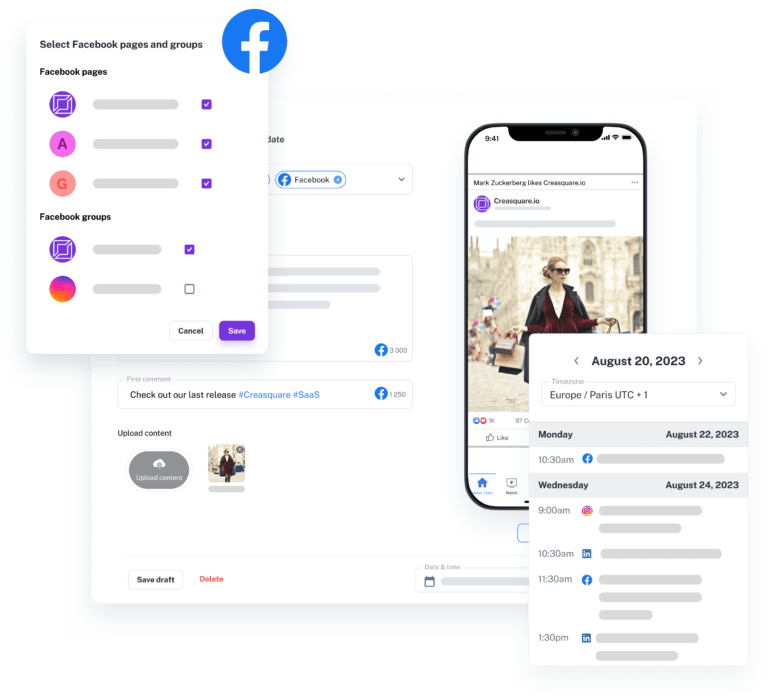 Select Facebook pages and groups
Facebook pages
A
G
Facebook groups
Cancel
Save
date
Facebook
3 000
First comment
Check out our last release #Creasquare #SaaS
1 250
Upload content
Upload content
Save draft
Delete
Date & time
9:41
Mark Zuckerberg likes Creasquare.io
Creasquare.io
1K
97
Like
Watch
August 20, 2023
Timezone
Europe / Paris UTC + 1
Monday
August 22, 2023
10:30am
Wednesday
August 24, 2023
9:00am
10:30am
11:30am
1:30pm